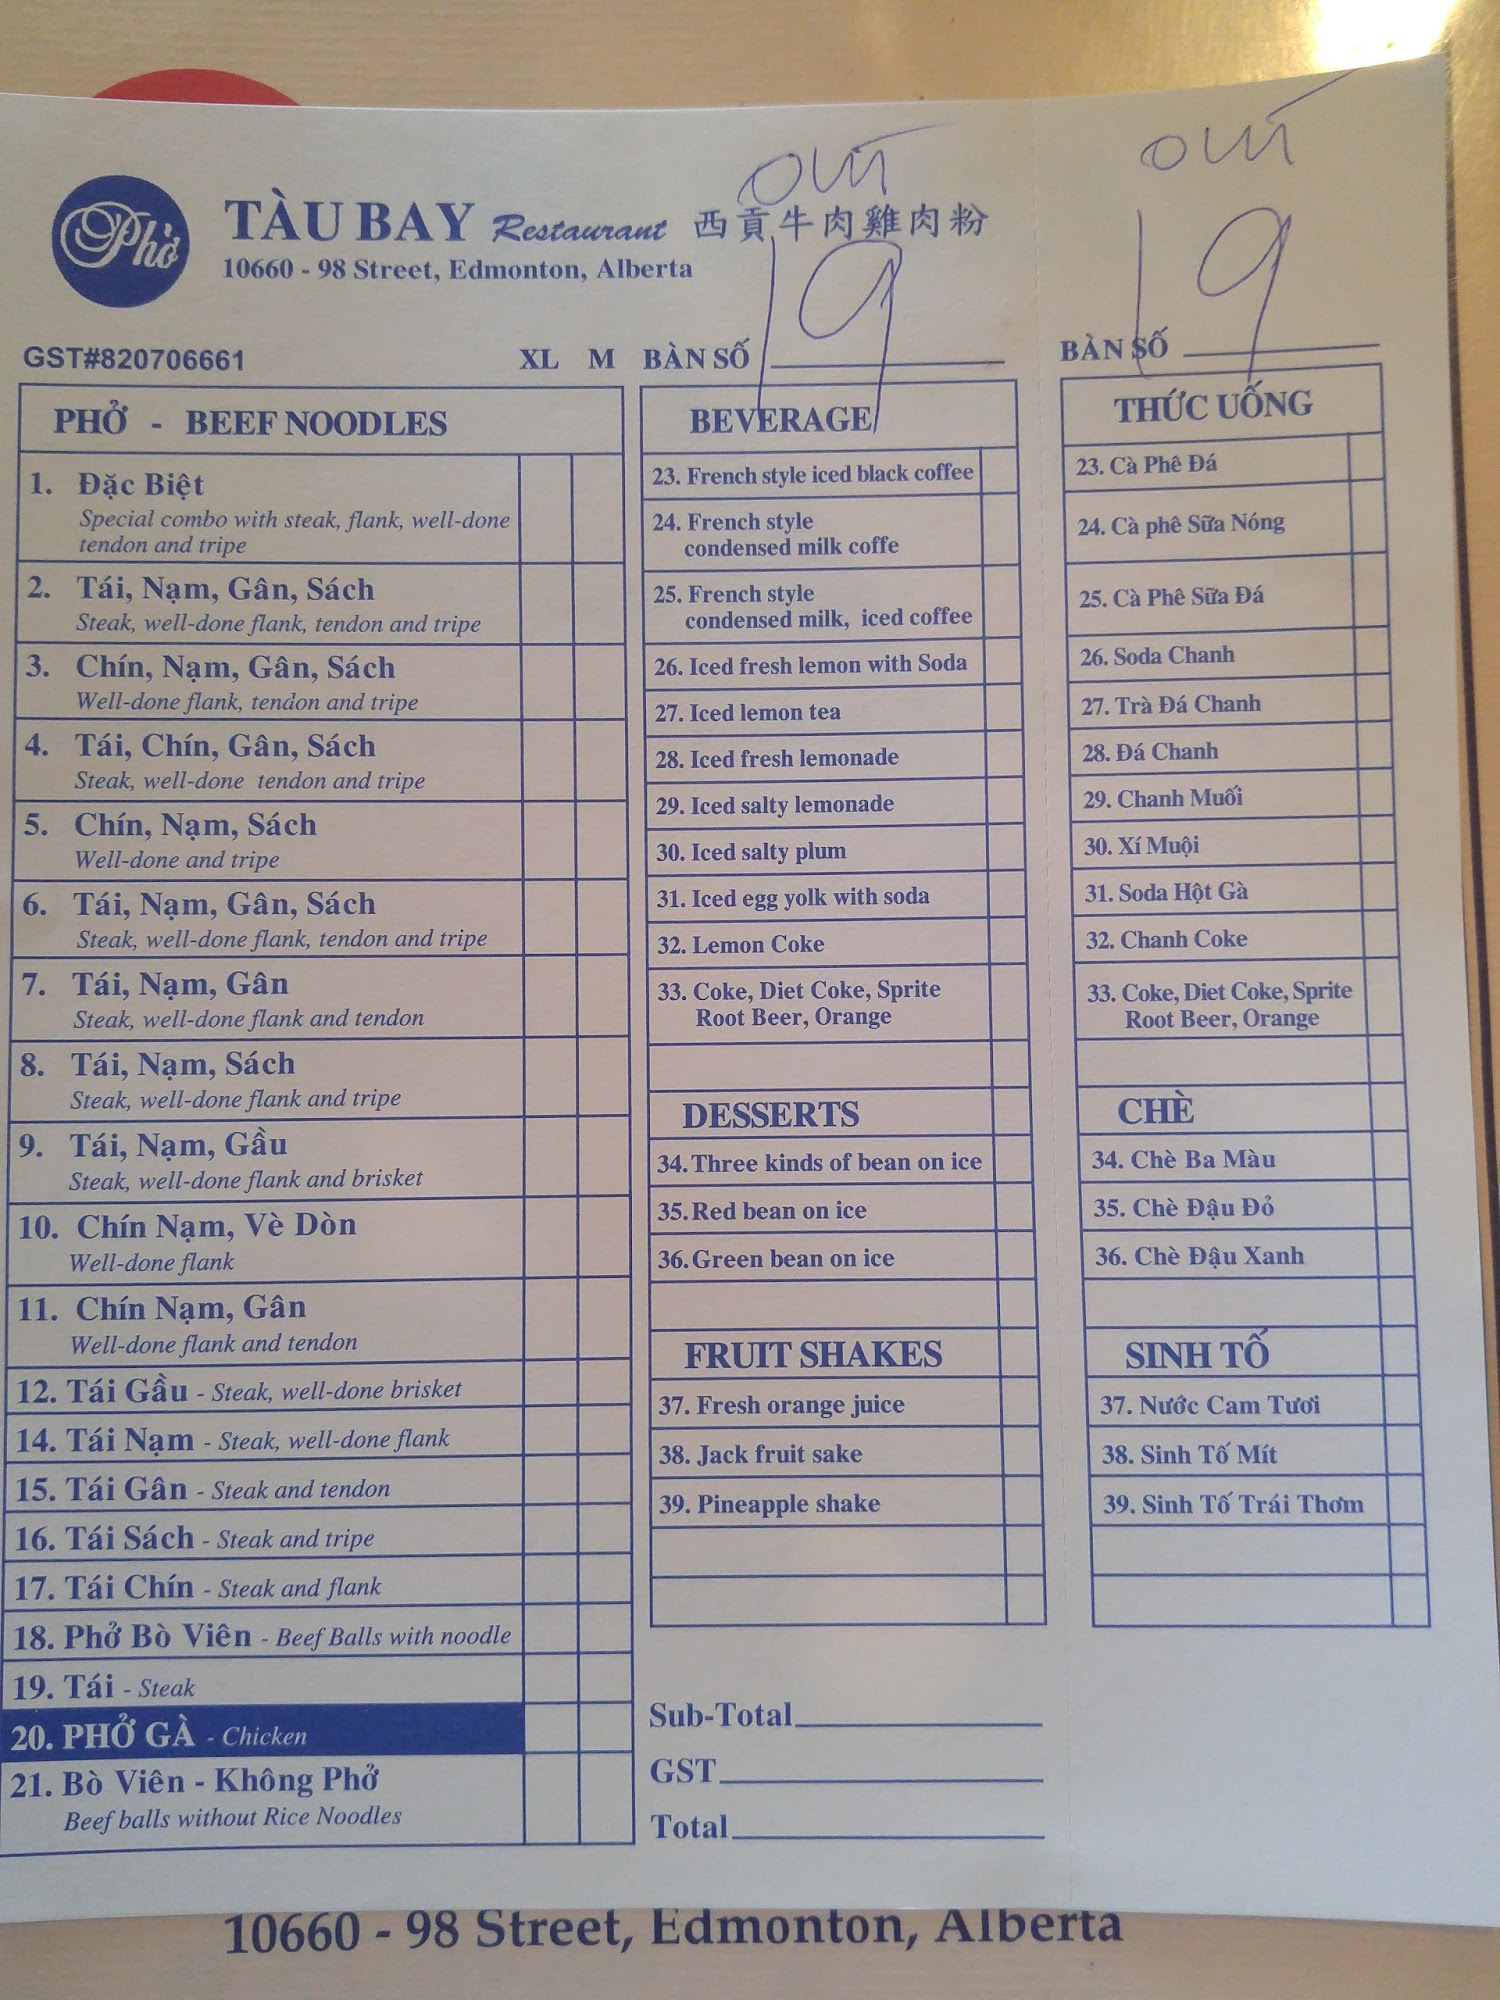 out
out
Phở
TÀU BAY Restaurant 西貢牛肉雞肉粉
10660 - 98 Street, Edmonton, Alberta
19
19
GST#820706661 XL M BÀN SỐ
BÀN SỐ
PHỞ - BEEF NOODLES
1. Đặc Biệt
Special combo with steak, flank, well-done
tendon and tripe
2. Tái, Nạm, Gân, Sách
Steak, well-done flank, tendon and tripe
3. Chín, Nạm, Gân, Sách
Well-done flank, tendon and tripe
4. Tái, Chín, Gân, Sách
Steak, well-done tendon and tripe
5. Chín, Nạm, Sách
Well-done and tripe
6. Tái, Nạm, Gân, Sách
Steak, well-done flank, tendon and tripe
7. Tái, Nạm, Gân
Steak, well-done flank and tendon
8. Tái, Nạm, Sách
Steak, well-done flank and tripe
9. Tái, Nạm, Gầu
Steak, well-done flank and brisket
10. Chín Nạm, Vè Dòn
Well-done flank
11. Chín Nạm, Gân
Well-done flank and tendon
12. Tái Gầu - Steak, well-done brisket
14. Tái Nạm - Steak, well-done flank
15. Tái Gân - Steak and tendon
16. Tái Sách - Steak and tripe
17. Tái Chín - Steak and flank
18. Phở Bò Viên - Beef Balls with noodle
19. Tái - Steak
20. PHỞ GÀ - Chicken
21. Bò Viên - Không Phở
Beef balls without Rice Noodles
BEVERAGE
23. French style iced black coffee
24. French style
condensed milk coffe
25. French style
condensed milk, iced coffee
26. Iced fresh lemon with Soda
27. Iced lemon tea
28. Iced fresh lemonade
29. Iced salty lemonade
30. Iced salty plum
31. Iced egg yolk with soda
32. Lemon Coke
33. Coke, Diet Coke, Sprite
Root Beer, Orange
DESSERTS
34. Three kinds of bean on ice
35. Red bean on ice
36. Green bean on ice
FRUIT SHAKES
37. Fresh orange juice
38. Jack fruit sake
39. Pineapple shake
Sub-Total
GST
Total
THỨC UỐNG
23. Cà Phê Đá
24. Cà phê Sữa Nóng
25. Cà Phê Sữa Đá
26. Soda Chanh
27. Trà Đá Chanh
28. Đá Chanh
29. Chanh Muối
30. Xí Muội
31. Soda Hột Gà
32. Chanh Coke
33. Coke, Diet Coke, Sprite
Root Beer, Orange
CHÈ
34. Chè Ba Màu
35. Chè Đậu Đỏ
36. Chè Đậu Xanh
SINH TỐ
37. Nước Cam Tươi
38. Sinh Tố Mít
39. Sinh Tố Trái Thơm
10660 - 98 Street, Edmonton, Alberta